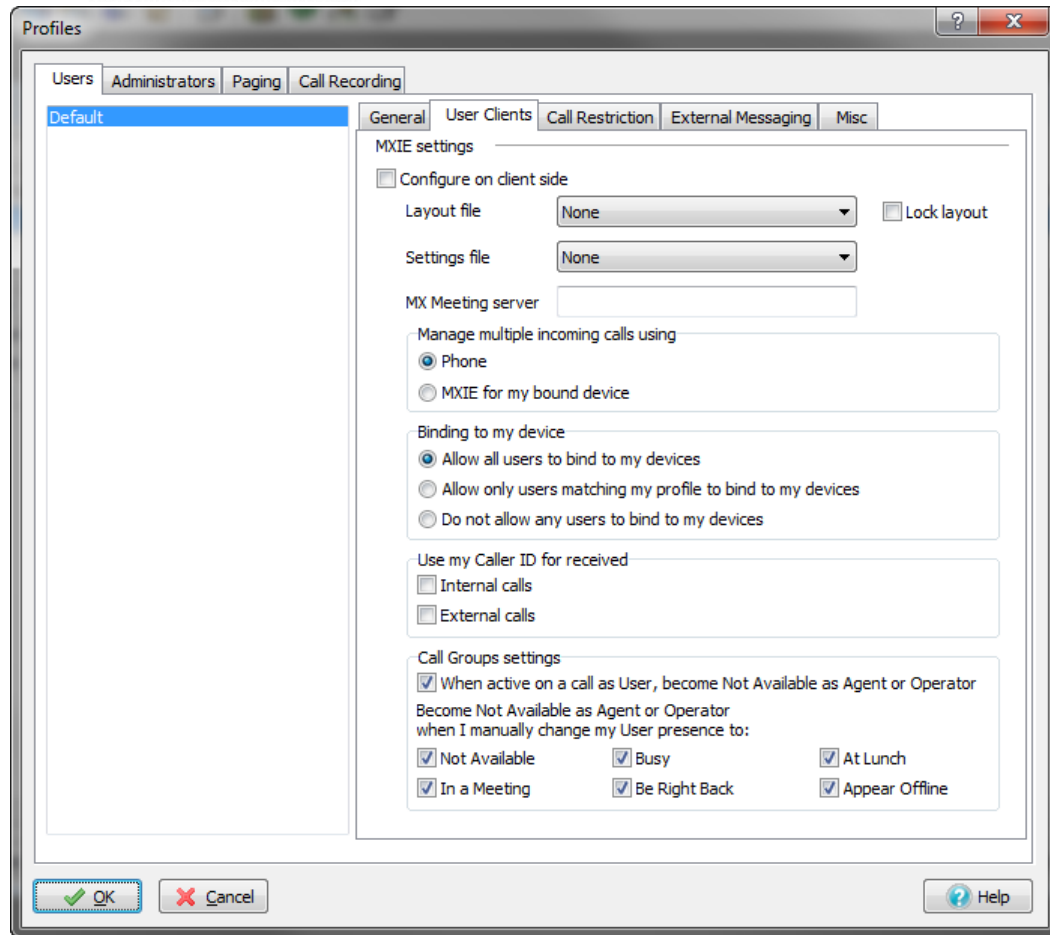 Profiles
?
X
Users Administrators Paging Call Recording
Default
General User Clients Call Restriction External Messaging Misc
MXIE settings
Configure on client side
Layout file None Lock layout
Settings file None
MX Meeting server
Manage multiple incoming calls using
Phone
MXIE for my bound device
Binding to my device
Allow all users to bind to my devices
Allow only users matching my profile to bind to my devices
Do not allow any users to bind to my devices
Use my Caller ID for received
Internal calls
External calls
Call Groups settings
When active on a call as User, become Not Available as Agent or Operator
Become Not Available as Agent or Operator
when I manually change my User presence to:
Not Available Busy At Lunch
In a Meeting Be Right Back Appear Offline
OK Cancel ? Help